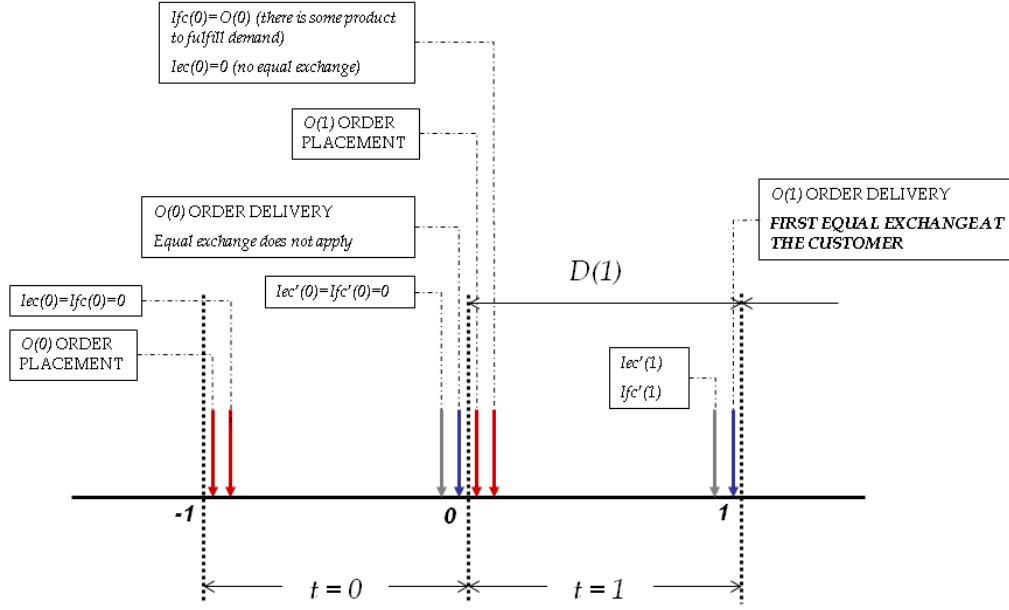 Ifc(0)=O(0) (there is some product
to fulfill demand)
Iec(0)=0 (no equal exchange)
O(1) ORDER
PLACEMENT
O(0) ORDER DELIVERY
Equal exchange does not apply
O(1) ORDER DELIVERY
FIRST EQUAL EXCHANGE AT
THE CUSTOMER
D(1)
Iec(0)=Ifc(0)=0
Iec'(0)=Ifc'(0)=0
O(0) ORDER
PLACEMENT
Iec'(1)
Ifc'(1)
-1
0
1
t = 0
t = 1